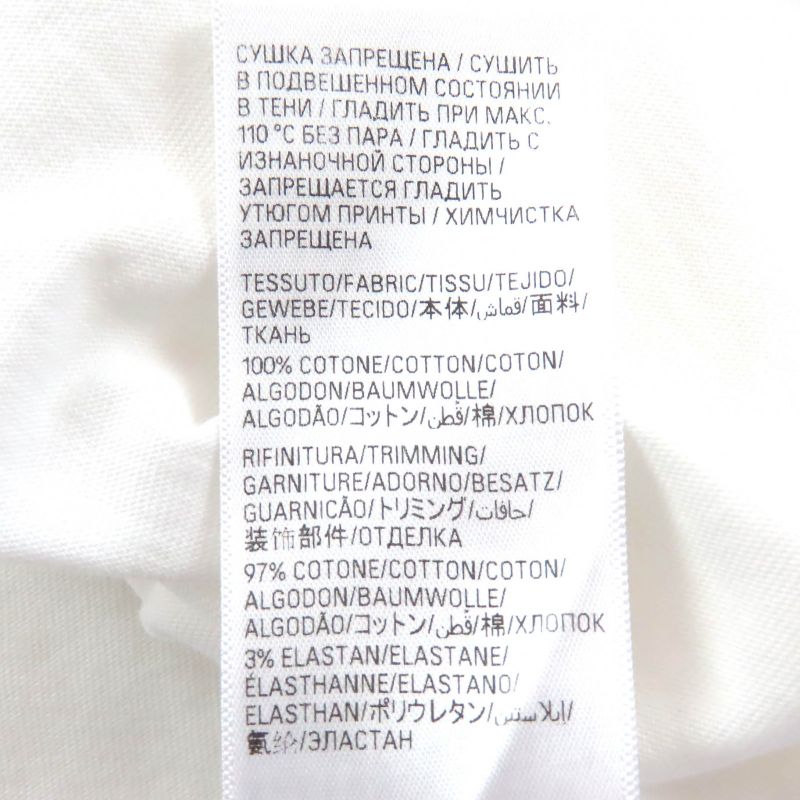 СУШКА ЗАПРЕЩЕНА / СУШИТЬ
В ПОДВЕШЕННОМ СОСТОЯНИИ
В ТЕНИ / ГЛАДИТЬ ПРИ МАКС.
110 °C БЕЗ ПАРА / ГЛАДИТЬ С
ИЗНАНОЧНОЙ СТОРОНЫ /
ЗАПРЕЩАЕТСЯ ГЛАДИТЬ
УТЮГОМ ПРИНТЫ / ХИМЧИСТКА
ЗАПРЕЩЕНА
TESSUTO/FABRIC/TISSU/TEJIDO/
GEWEBE/TECIDO/本体/قماش/面料/
ТКАНЬ
100% COTONE/COTTON/COTON/
ALGODON/BAUMWOLLE/
ALGODÃO/コットン/قطن/棉/ХЛОПОК
RIFINITURA/TRIMMING/
GARNITURE/ADORNO/BESATZ/
GUARNICÃO/トリミング/حافات/
装饰部件/ОТДЕЛКА
97% COTONE/COTTON/COTON/
ALGODON/BAUMWOLLE/
ALGODÃO/コットン/قطن/棉/ХЛОПОК
3% ELASTAN/ELASTANE/
ÉLASTHANNE/ELASTANO/
ELASTHAN/ポリウレタン/إيلاستين/
氨纶/ЭЛАСТАН